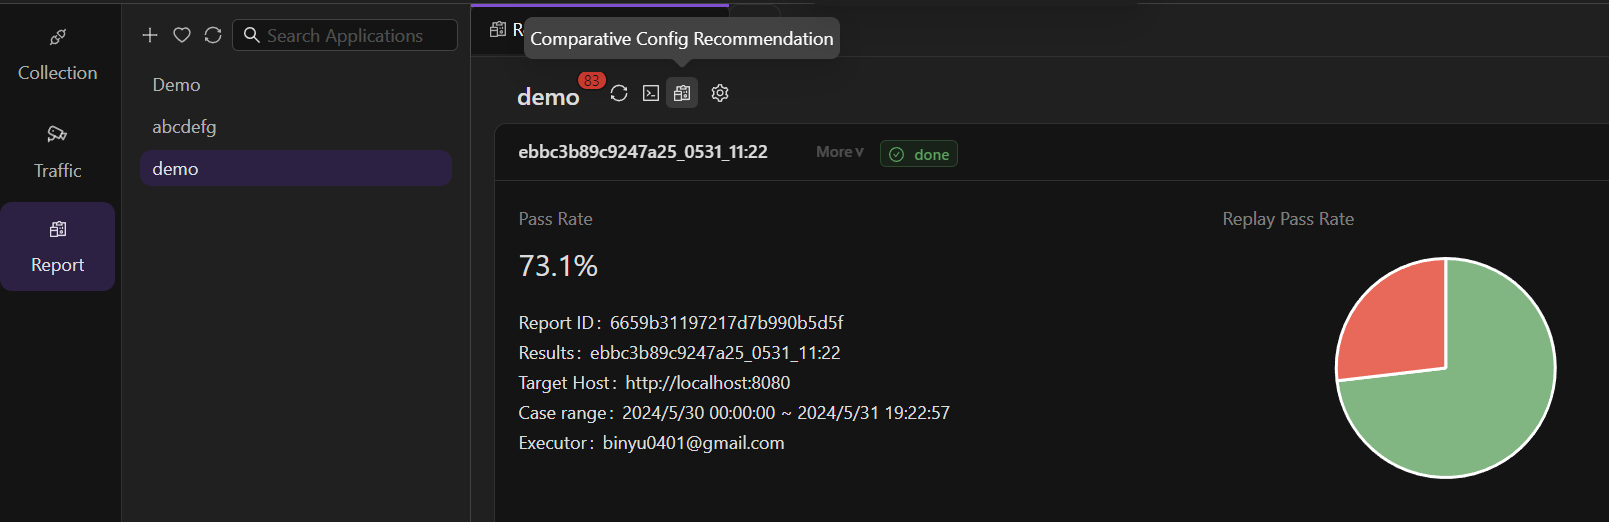 Collection
Traffic
Report
Search Applications
Demo
abcdefg
demo
Comparative Config Recommendation
demo
83
ebbc3b89c9247a25_0531_11:22
More
done
Pass Rate
73.1%
Report ID: 6659b31197217d7b990b5d5f
Results: ebbc3b89c9247a25_0531_11:22
Target Host: http://localhost:8080
Case range: 2024/5/30 00:00:00 ~ 2024/5/31 19:22:57
Executor: binyu0401@gmail.com
Replay Pass Rate